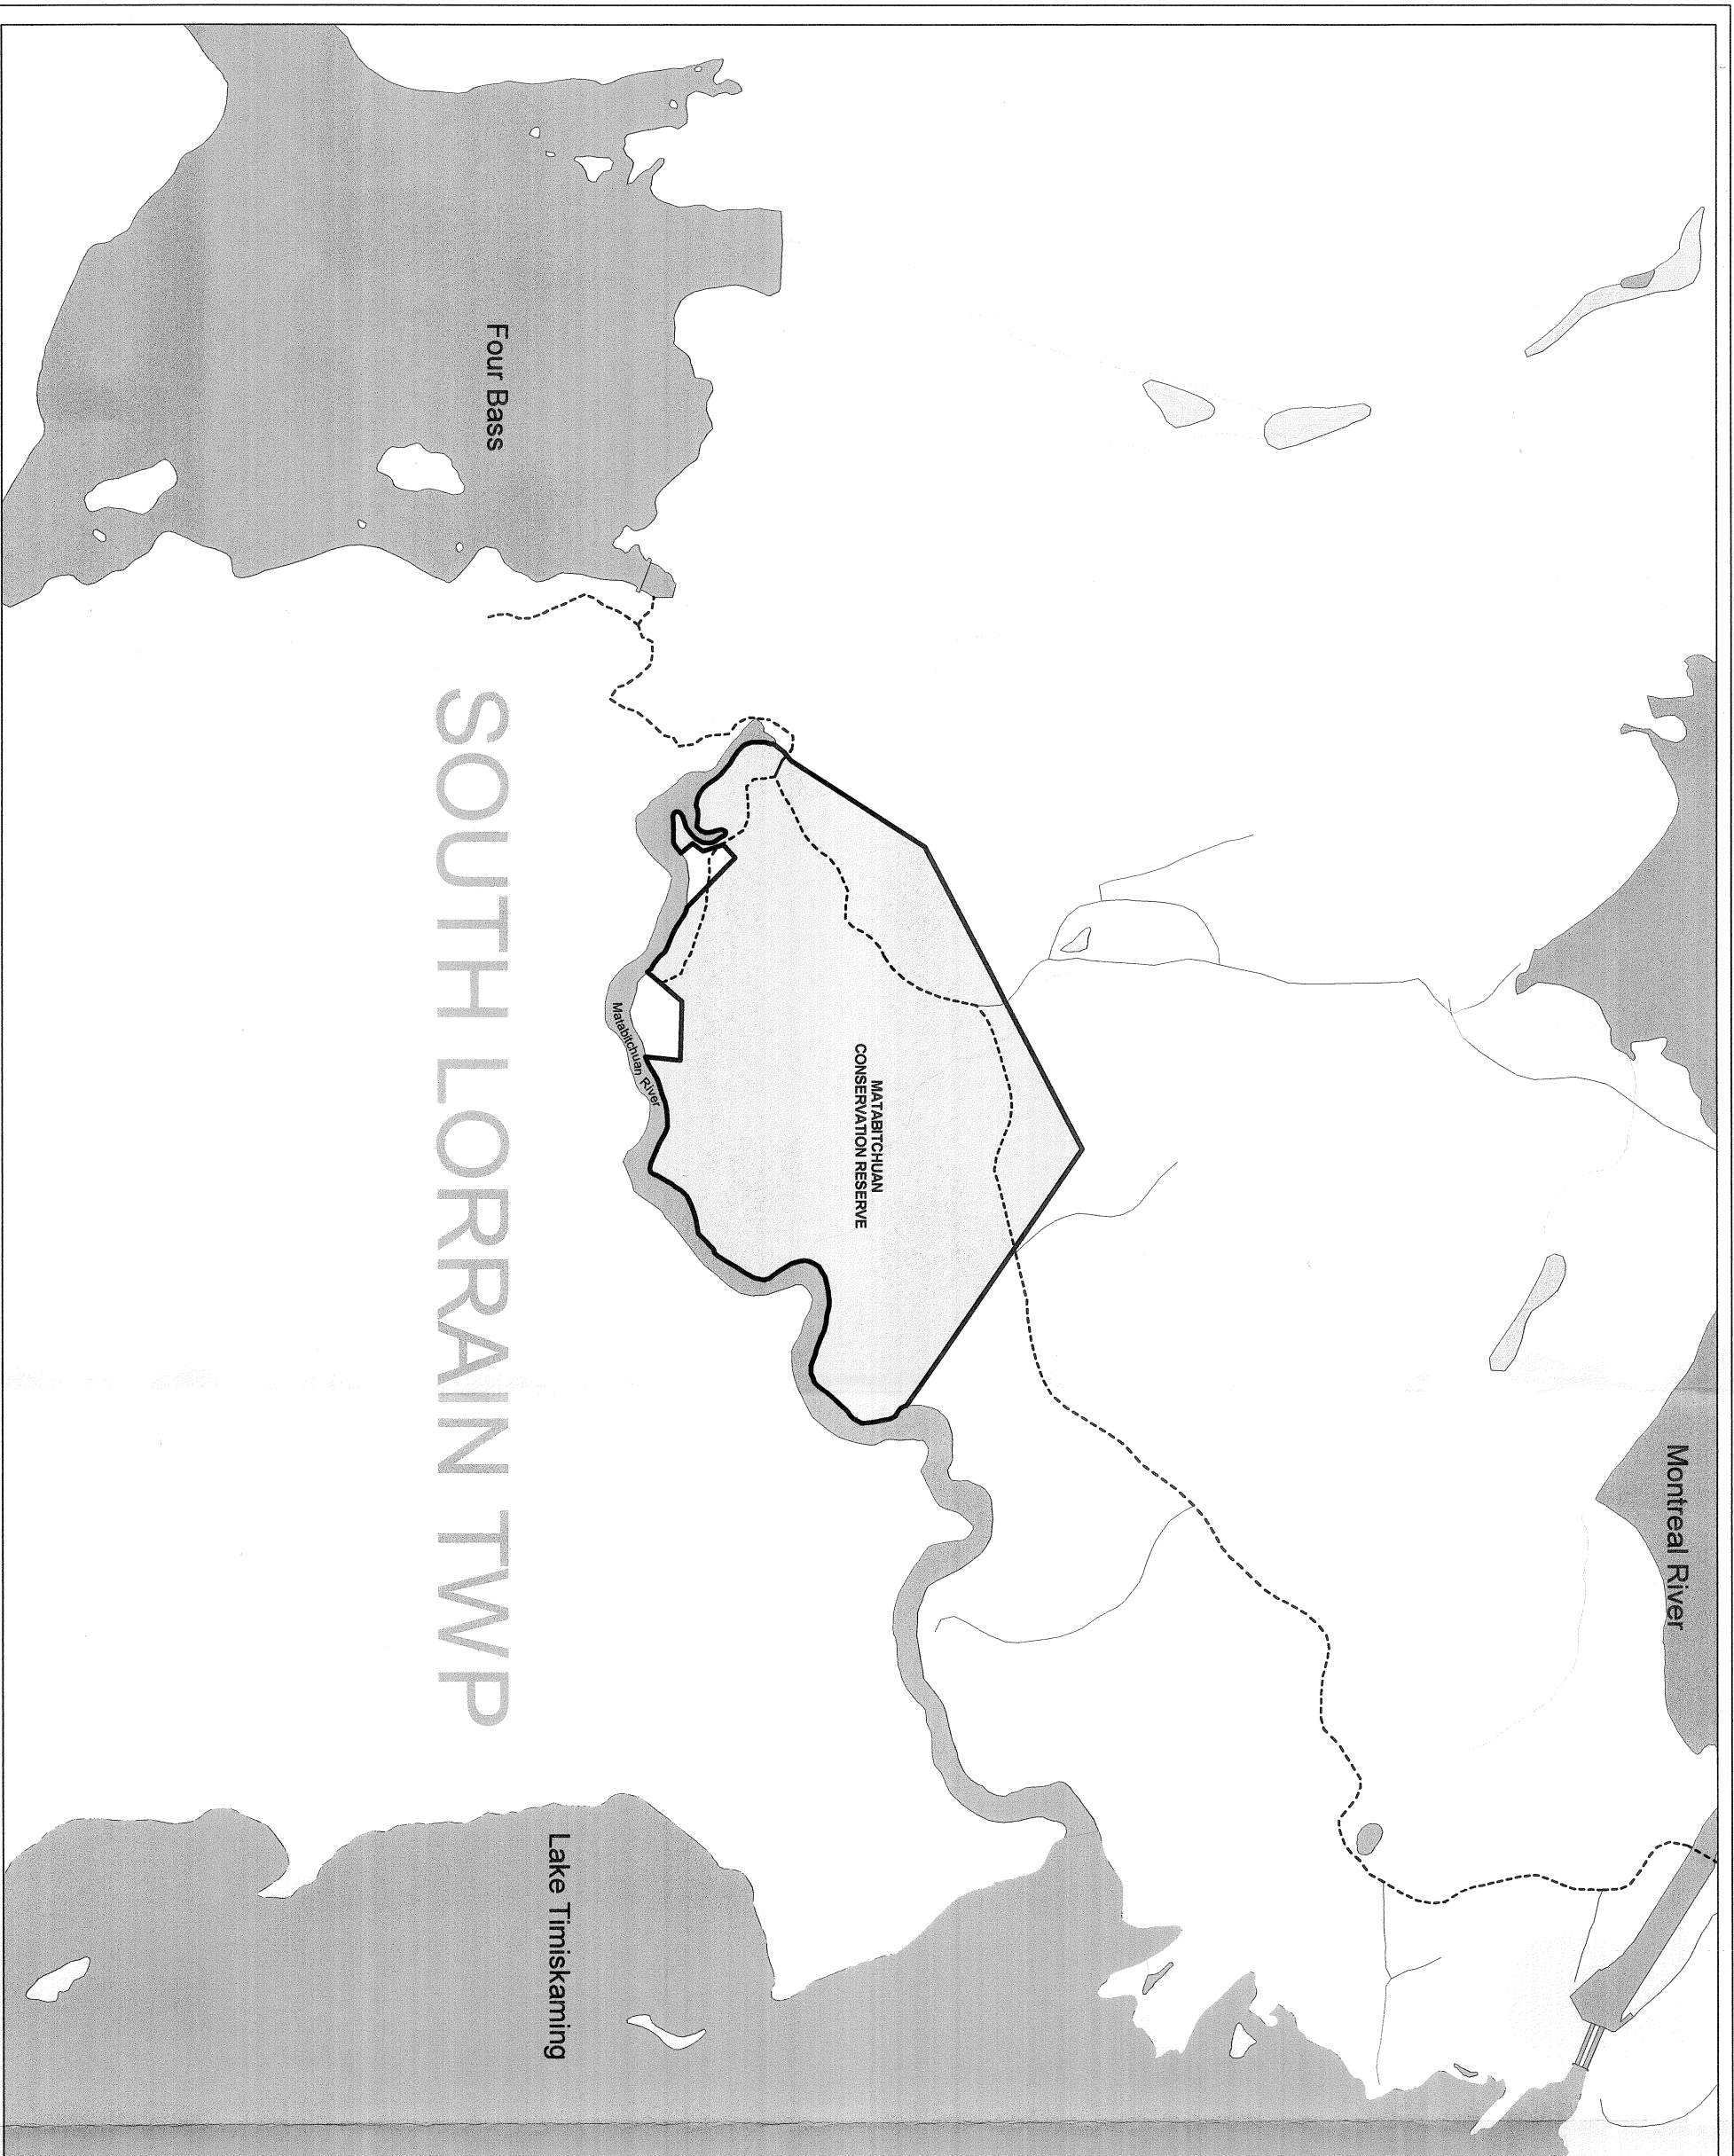 Montreal River
MATABITCHUAN
CONSERVATION RESERVE
Matabitchuan River
Four Bass
Lake Timiskaming
SOUTH LORRAIN TWP